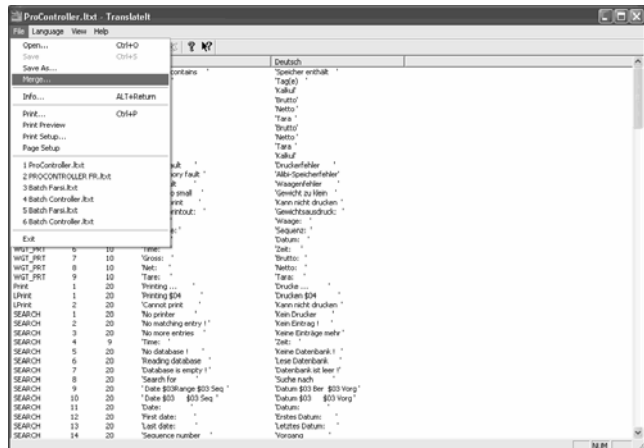 ProController.ltxt - TranslateIt
File Language View Help
Open... Ctrl+O
Save Ctrl+S
Save As...
Merge...
Info... ALT+Return
Print... Ctrl+P
Print Preview
Print Setup...
Page Setup
1 ProController.ltxt
2 PROCONTROLLER FR.ltxt
3 Batch Farsi.ltxt
4 Batch Controller.ltxt
5 Batch Farsi.ltxt
6 Batch Controller.ltxt
Exit
Deutsch
contains ' 'Speicher enthält '
'Tag(e) '
'Kalkuf'
'Brutto'
'Netto '
'Tara '
'Brutto'
'Netto '
'Tara '
'Kalkuf'
ault ' 'Druckerfehler '
ory fault ' 'Alibi-Speicherfehler '
lt ' 'Waagenfehler '
o small ' 'Gewicht zu klein '
rint ' 'Kann nicht drucken '
printout: ' 'Gewichtsausdruck: '
'Waage: '
e: ' 'Sequenz: '
'Datum: '
WGT_PRT 6 10 'Time: ' 'Zeit: '
WGT_PRT 7 10 'Gross: ' 'Brutto: '
WGT_PRT 8 10 'Net: ' 'Netto: '
WGT_PRT 9 10 'Tare: ' 'Tara: '
Print 1 20 'Printing ... ' 'Drucke ... '
LPrint 1 20 'Printing $04 ' 'Drucken $04 '
LPrint 2 20 'Cannot print ' 'Kann nicht drucken '
SEARCH 1 20 'No printer ' 'Kein Drucker '
SEARCH 2 20 'No matching entry ! ' 'Kein Eintrag ! '
SEARCH 3 20 'No more entries ' 'Keine Einträge mehr '
SEARCH 4 9 'Time: ' 'Zeit: '
SEARCH 5 20 'No database ! ' 'Keine Datenbank ! '
SEARCH 6 20 'Reading database ' 'Lese Datenbank '
SEARCH 7 20 'Database is empty ! ' 'Datenbank ist leer !'
SEARCH 8 20 'Search for ' 'Suche nach '
SEARCH 9 20 ' Date $03Range $03 Seq ' 'Datum $03 Ber $03 Vorg '
SEARCH 10 20 ' Date $03 $03 Seq ' 'Datum $03 $03 Vorg '
SEARCH 11 20 'Date: ' 'Datum: '
SEARCH 12 20 'First date: ' 'Erstes Datum: '
SEARCH 13 20 'Last date: ' 'Letztes Datum: '
SEARCH 14 20 'Sequence number ' 'Vorgang
NUM